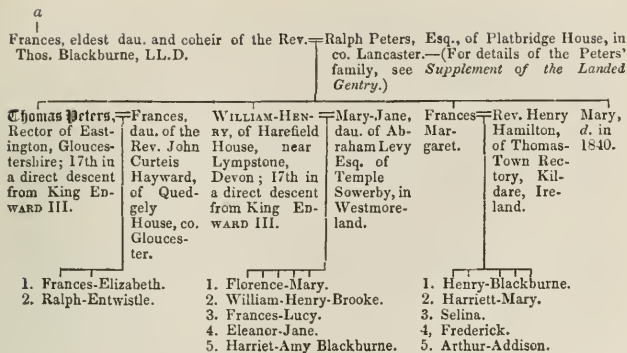 a
Frances, eldest dau. and coheir of the Rev.
Thos. Blackburne, LL.D.
=Ralph Peters, Esq., of Platbridge House, in
co. Lancaster.—(For details of the Peters'
family, see Supplement of the Landed
Gentry.)
Thomas Peters,
Rector of East-
ington, Glouces-
tershire; 17th in
a direct descent
from King ED-
WARD III.
=Frances,
dau. of the
Rev. John
Curteis
Hayward,
of Qued-
gely
House, co.
Glouces-
ter.
WILLIAM-HEN-
RY, of Harefield
House, near
Lympstone,
Devon; 17th in
a direct descent
from King ED-
WARD III.
=Mary-Jane,
dau. of Ab-
raham Levy
Esq. of
Temple
Sowerby, in
Westmore-
land.
Frances
Mar-
garet.
=Rev. Henry
Hamilton,
of Thomas-
Town Rec-
tory, Kil-
dare, Ire-
land.
Mary,
d. in
1840.
1. Frances-Elizabeth.
2. Ralph-Entwistle.
1. Florence-Mary.
2. William-Henry-Brooke.
3. Frances-Lucy.
4. Eleanor-Jane.
5. Harriet-Amy Blackburne.
1. Henry-Blackburne.
2. Harriett-Mary.
3. Selina.
4, Frederick.
5. Arthur-Addison.